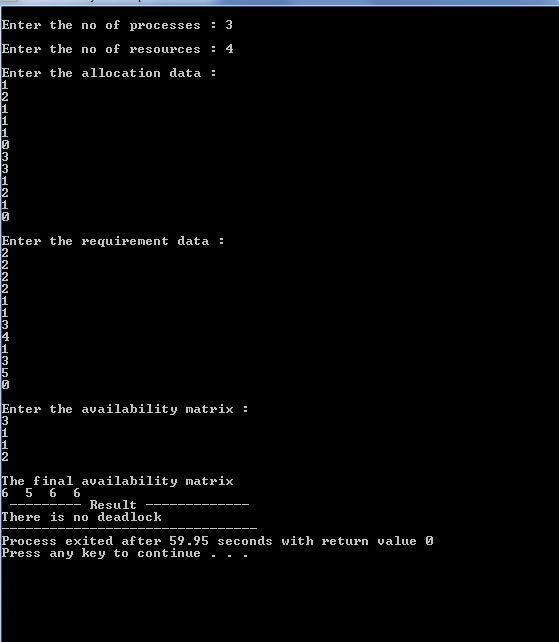 Enter the no of processes : 3
Enter the no of resources : 4
Enter the allocation data :
1
2
1
1
1
0
3
3
1
2
1
0
Enter the requirement data :
2
2
2
2
1
1
3
4
1
3
5
0
Enter the availability matrix :
3
1
1
2
The final availability matrix
6 5 6 6
--------- Result -------------
There is no deadlock
--------------------------------
Process exited after 59.95 seconds with return value 0
Press any key to continue . . .